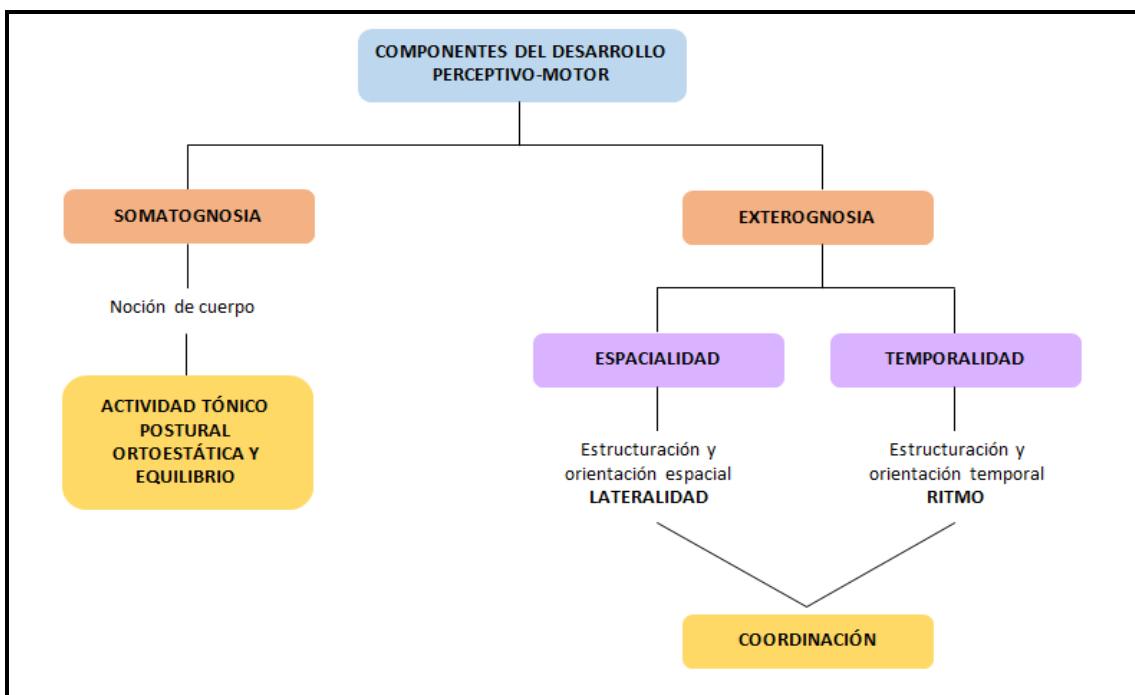 COMPONENTES DEL DESARROLLO
PERCEPTIVO-MOTOR
SOMATOGNOSIA
EXTEROGNOSIA
Noción de cuerpo
ESPACIALIDAD
TEMPORALIDAD
ACTIVIDAD TÓNICO
POSTURAL
ORTOESTÁTICA Y
EQUILIBRIO
Estructuración y
orientación espacial
LATERALIDAD
Estructuración y
orientación temporal
RITMO
COORDINACIÓN